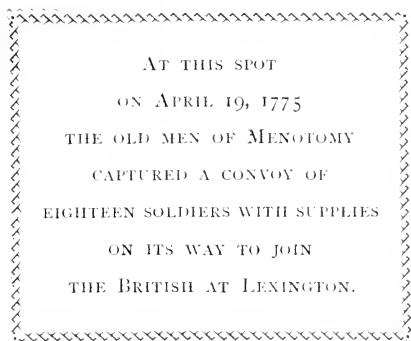 At this spot
on April 19, 1775
the old men of Menotomy
captured a convoy of
eighteen soldiers with supplies
on its way to join
the British at Lexington.